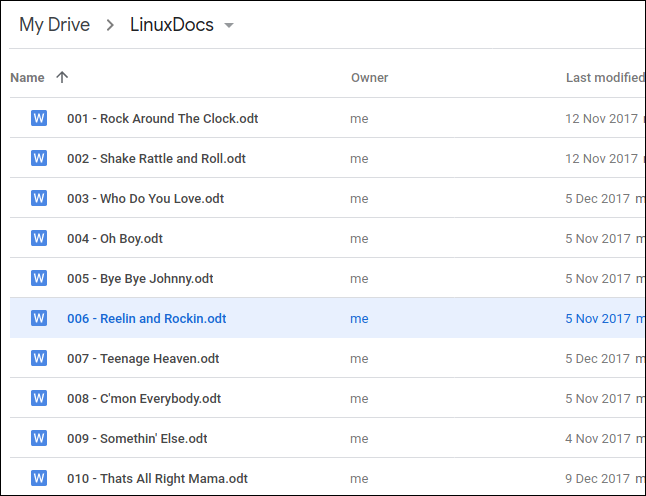 My Drive > LinuxDocs
Name ↑ Owner Last modified
W 001 - Rock Around The Clock.odt me 12 Nov 2017
W 002 - Shake Rattle and Roll.odt me 12 Nov 2017
W 003 - Who Do You Love.odt me 5 Dec 2017 m
W 004 - Oh Boy.odt me 5 Nov 2017 m
W 005 - Bye Bye Johnny.odt me 5 Nov 2017 m
W 006 - Reelin and Rockin.odt me 5 Nov 2017 m
W 007 - Teenage Heaven.odt me 5 Dec 2017 m
W 008 - C'mon Everybody.odt me 5 Nov 2017 m
W 009 - Somethin' Else.odt me 4 Nov 2017 m
W 010 - Thats All Right Mama.odt me 9 Dec 2017 m